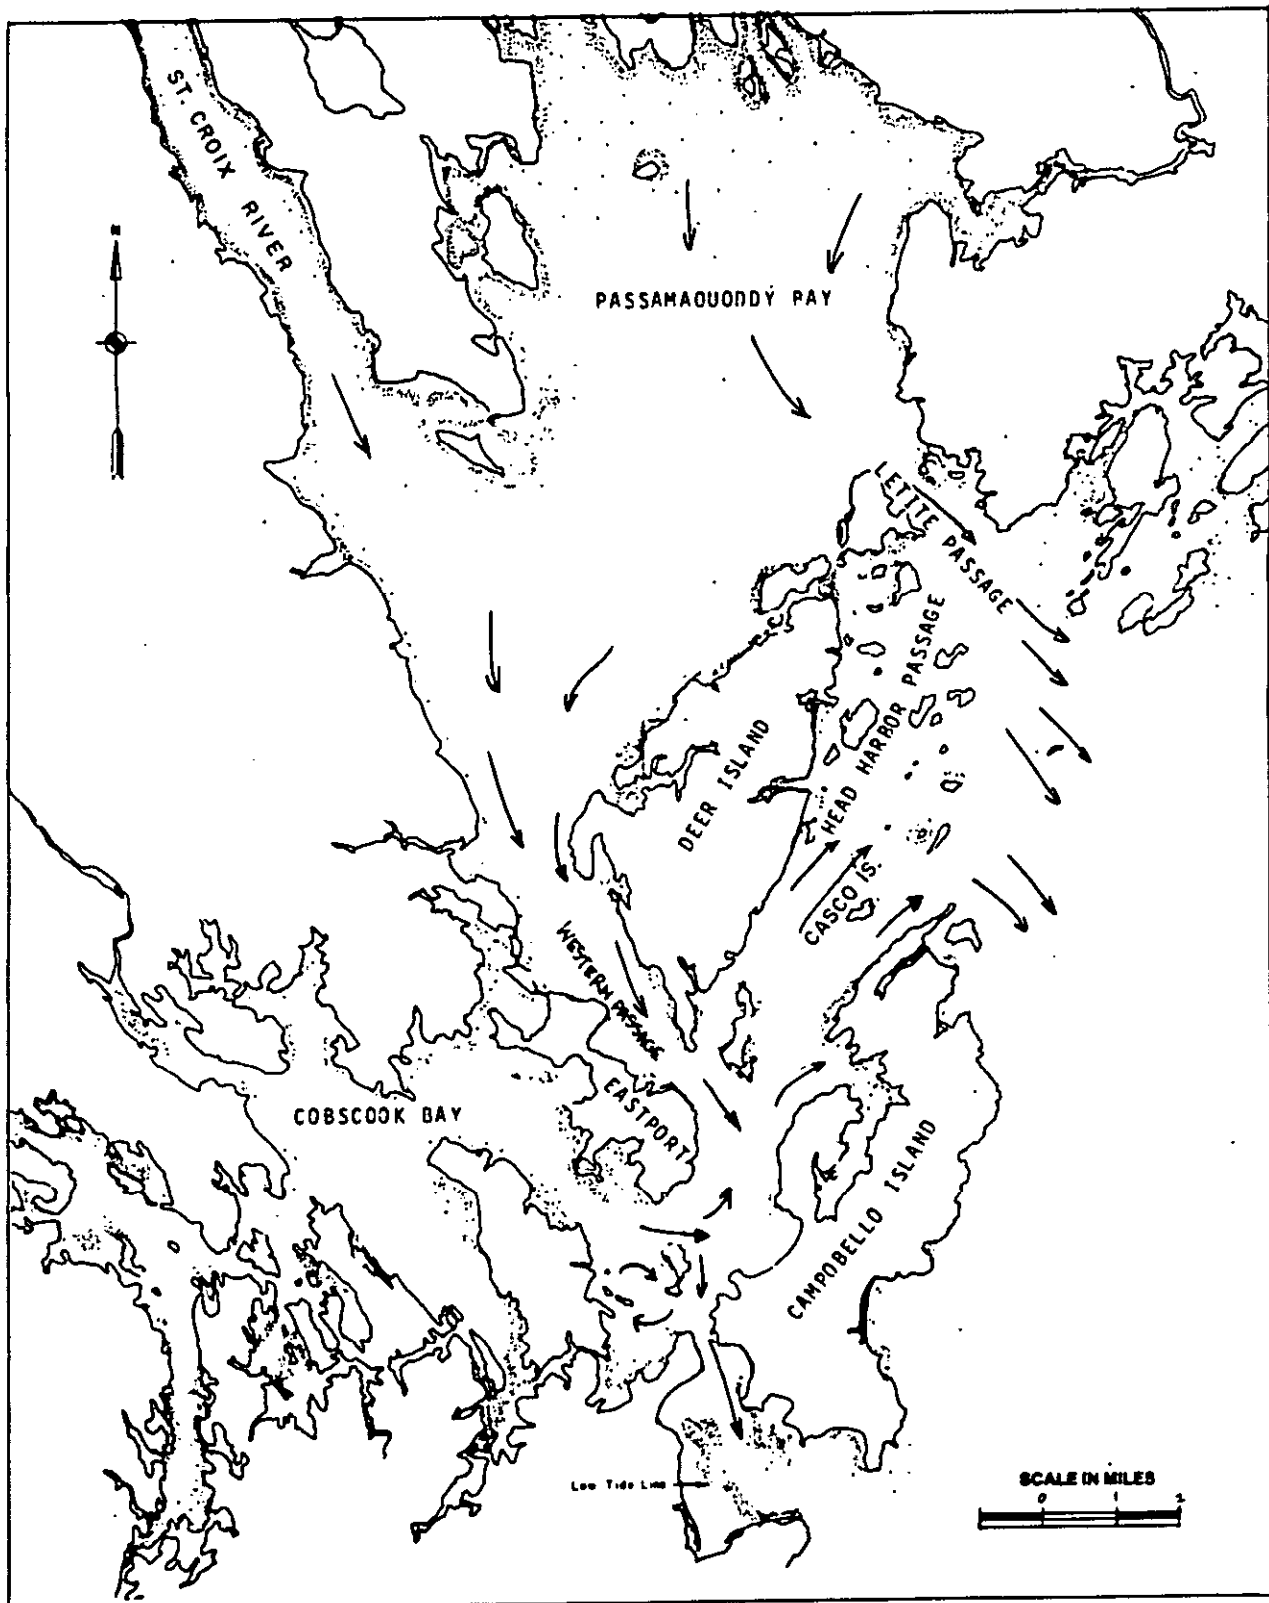 ST. CROIX RIVER
N
PASSAMAQUODDY BAY
LETITE PASSAGE
HEAD HARBOR PASSAGE
DEER ISLAND
CASCO IS.
WESTERN PASSAGE
EASTPORT
COBSCOOK BAY
CAMPOBELLO ISLAND
Low Tide Line
SCALE IN MILES
0 1 2